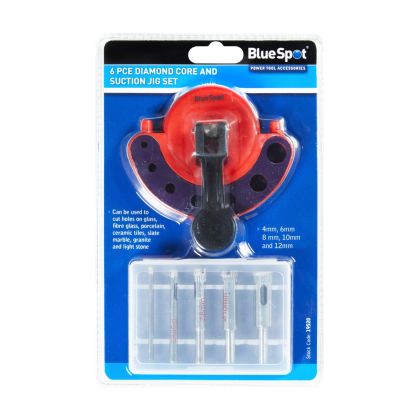 6 PCE DIAMOND CORE AND
SUCTION JIG SET
BlueSpot
POWER TOOL ACCESSORIES
BlueSpot
• Can be used to
cut holes on glass,
fibre glass, porcelain,
ceramic tiles, slate
marble, granite
and light stone
• 4mm, 6mm
8 mm, 10mm
and 12mm
Stock Code: 19520